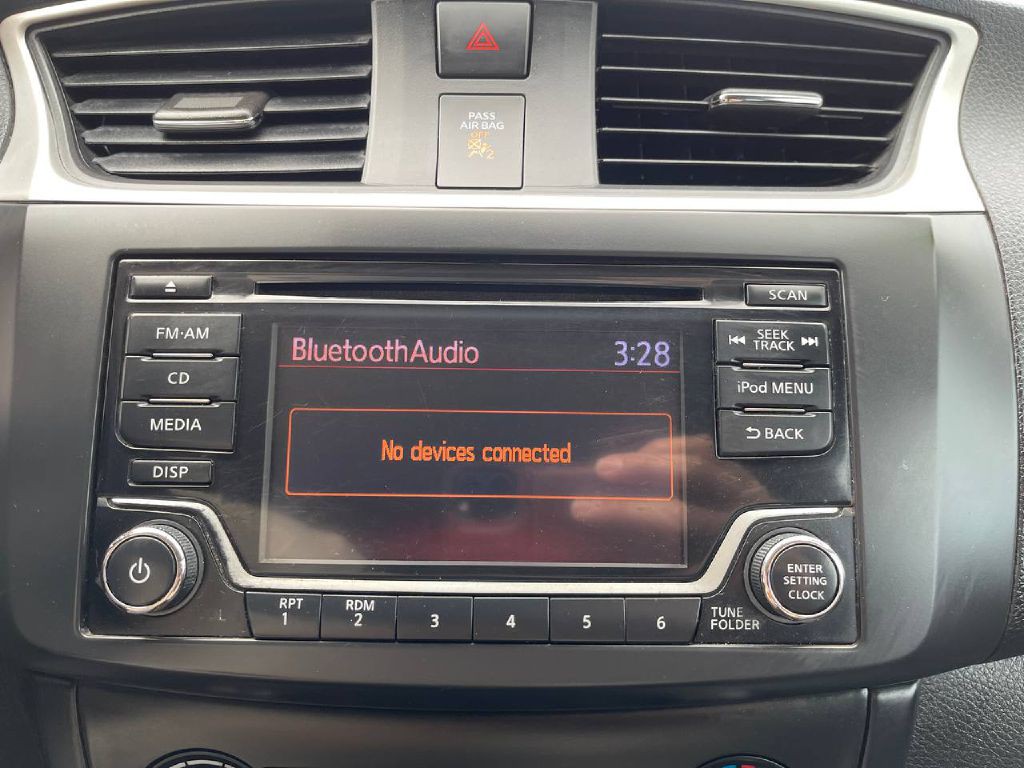 PASS
AIR BAG
OFF
2
SCAN
FM·AM
CD
MEDIA
DISP
BluetoothAudio 3:28
No devices connected
SEEK
TRACK
iPod MENU
BACK
ENTER
SETTING
CLOCK
TUNE
FOLDER
RPT
1
RDM
2
3
4
5
6